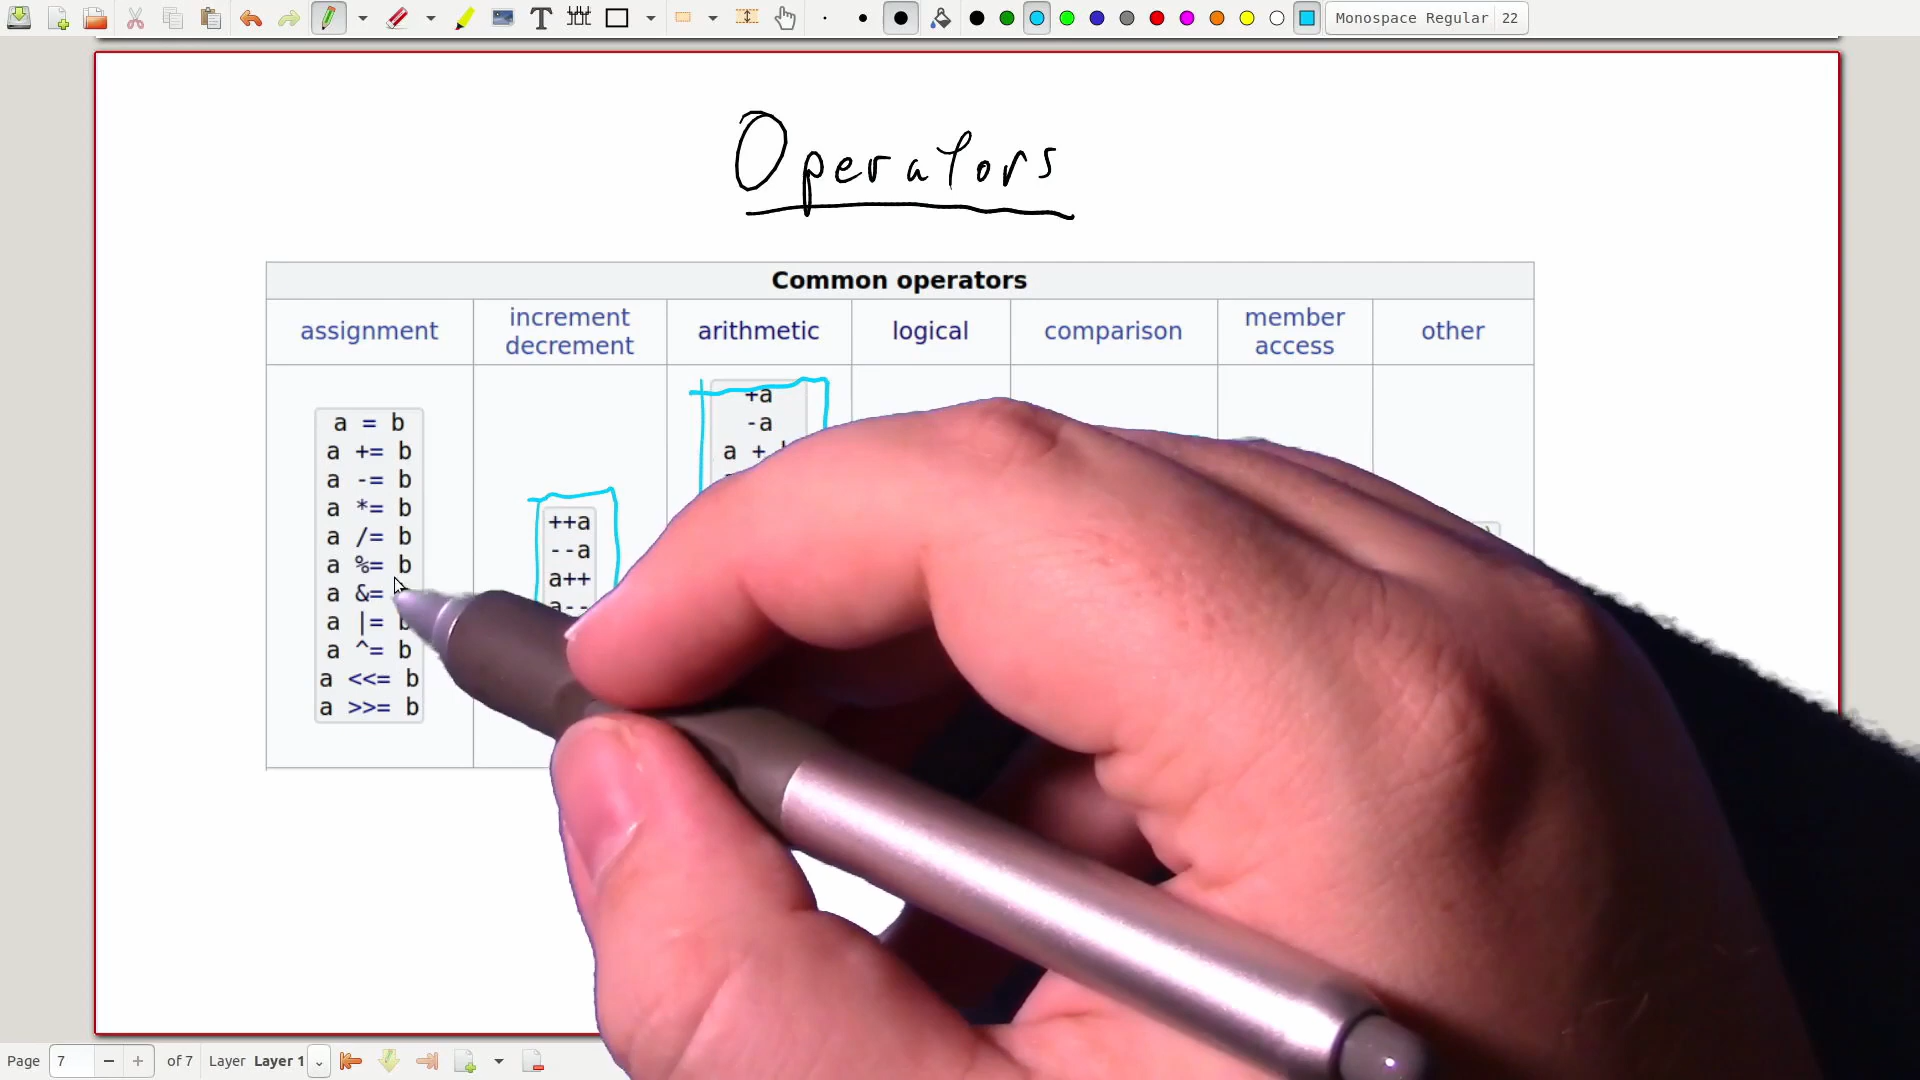 Monospace Regular 22
Operators
Common operators
assignment
increment
decrement
arithmetic
logical
comparison
member
access
other
a = b
a += b
a -= b
a *= b
a /= b
a %= b
a &=
a |= b
a ^= b
a <<= b
a >>= b
++a
--a
a++
a--
+a
-a
a +
Page 7 of 7 Layer Layer 1